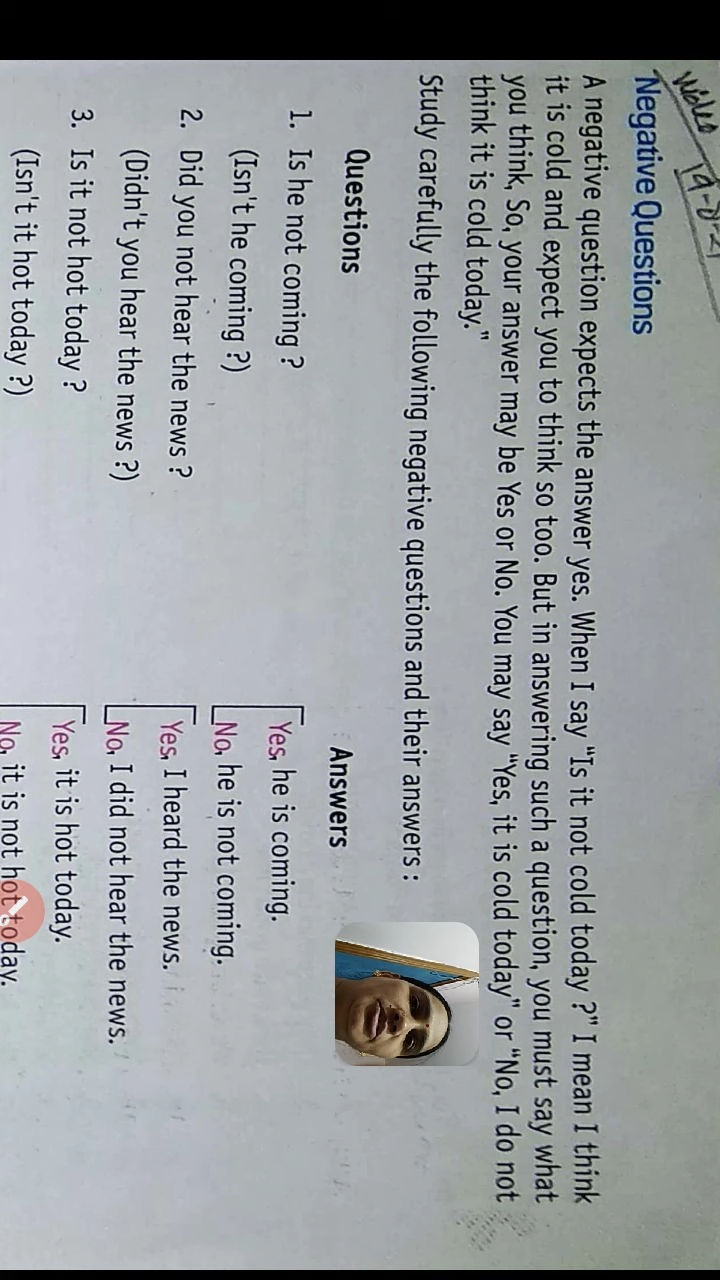 Video 14-8-21
Negative Questions
A negative question expects the answer yes. When I say "Is it not cold today ?" I mean I think
it is cold and expect you to think so too. But in answering such a question, you must say what
you think, So, your answer may be Yes or No. You may say "Yes, it is cold today" or "No, I do not
think it is cold today."
Study carefully the following negative questions and their answers :
Questions Answers
1. Is he not coming ? Yes, he is coming.
(Isn't he coming ?) No, he is not coming.
2. Did you not hear the news ? Yes, I heard the news.
(Didn't you hear the news ?) No, I did not hear the news.
3. Is it not hot today ? Yes, it is hot today.
(Isn't it hot today ?) No, it is not hot today.